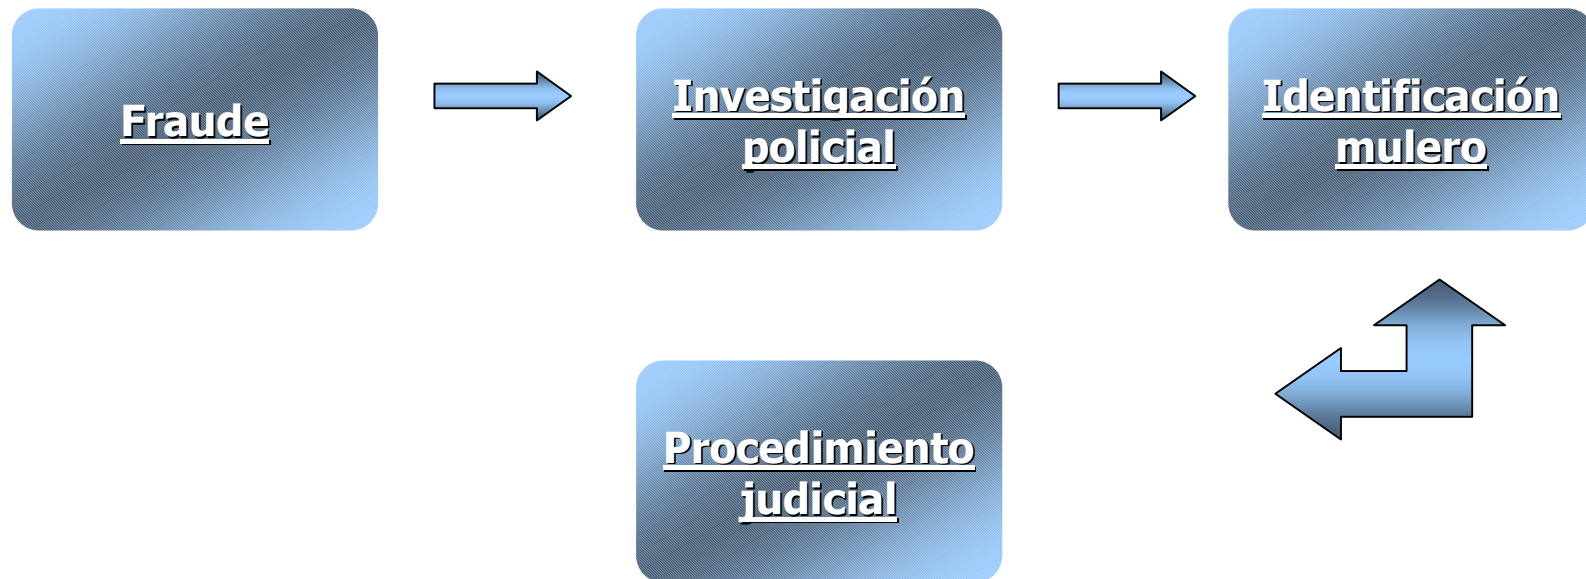 Fraude
Investigación
policial
Identificación
mulero
Procedimiento
judicial